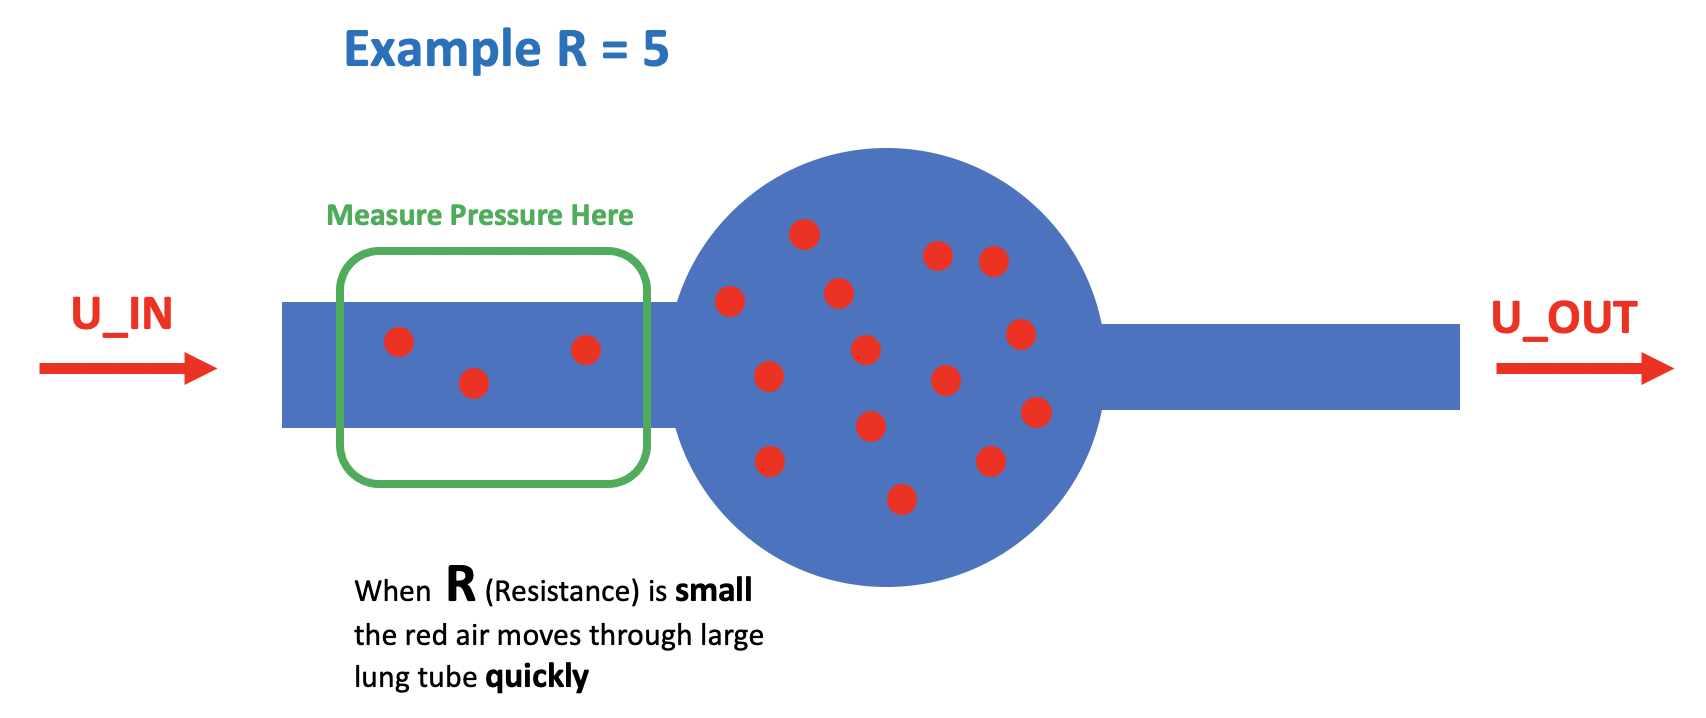 Example R = 5
Measure Pressure Here
U_IN
U_OUT
When R (Resistance) is small
the red air moves through large
lung tube quickly